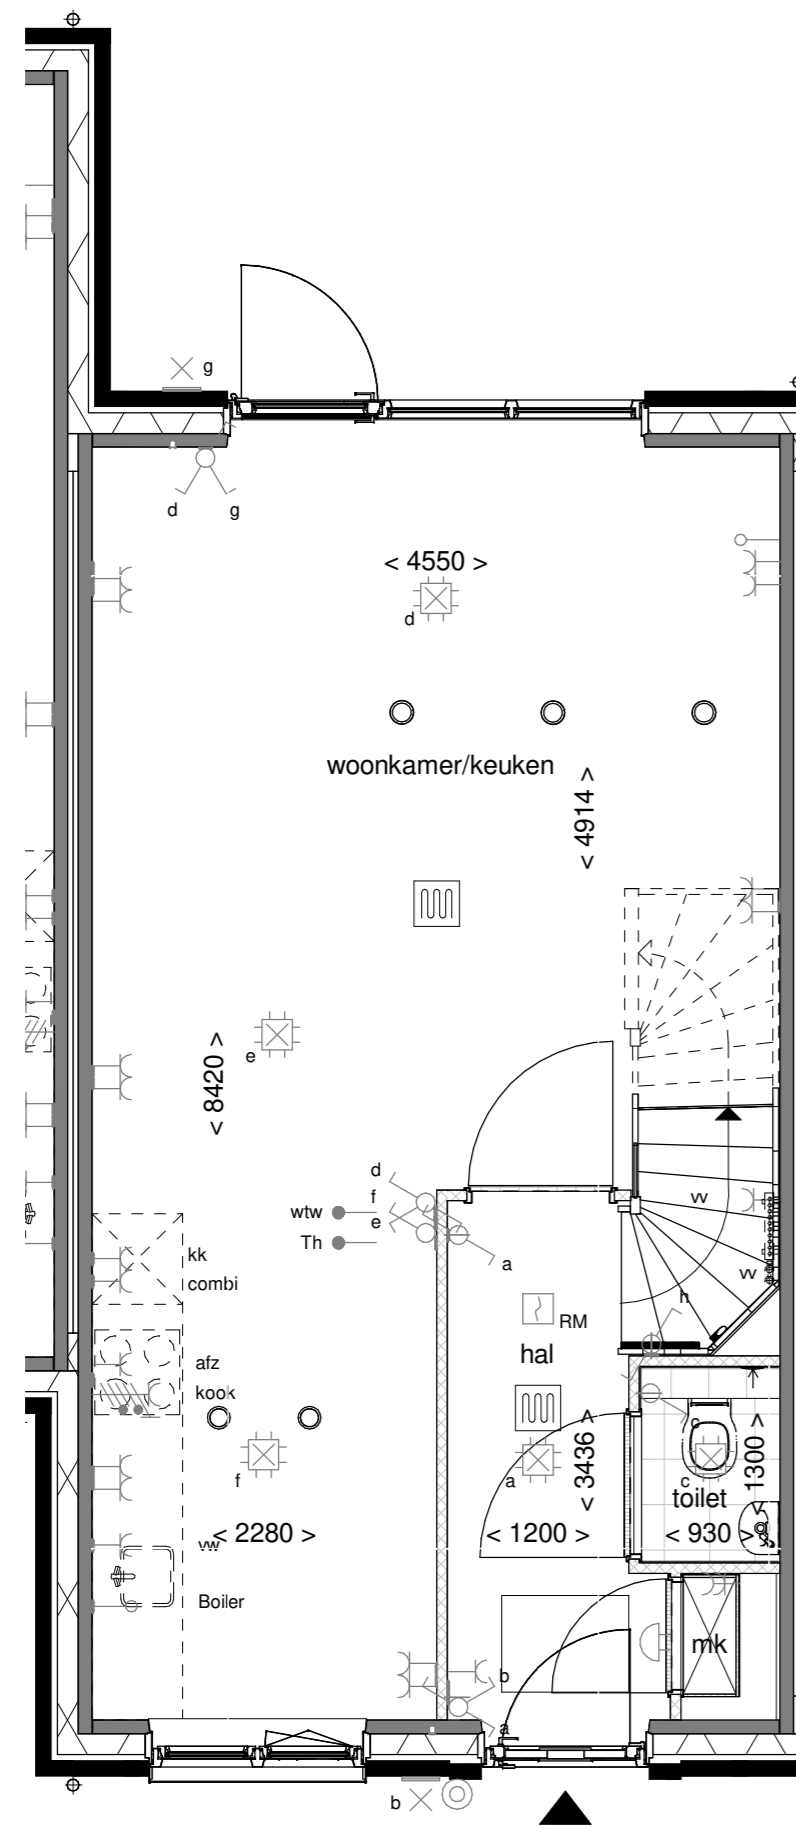 g
d
g
< 4550 >
d
woonkamer/keuken
< 4914 >
< 8420 >
e
d
f
wtw
e
Th
a
vv
vv
kk
combi
h
RM
hal
afz
kook
c
f
a
< 3436 >
c
< 1300 >
toilet
< 2280 >
< 1200 >
< 930 >
vw
Boiler
mk
b
a
b